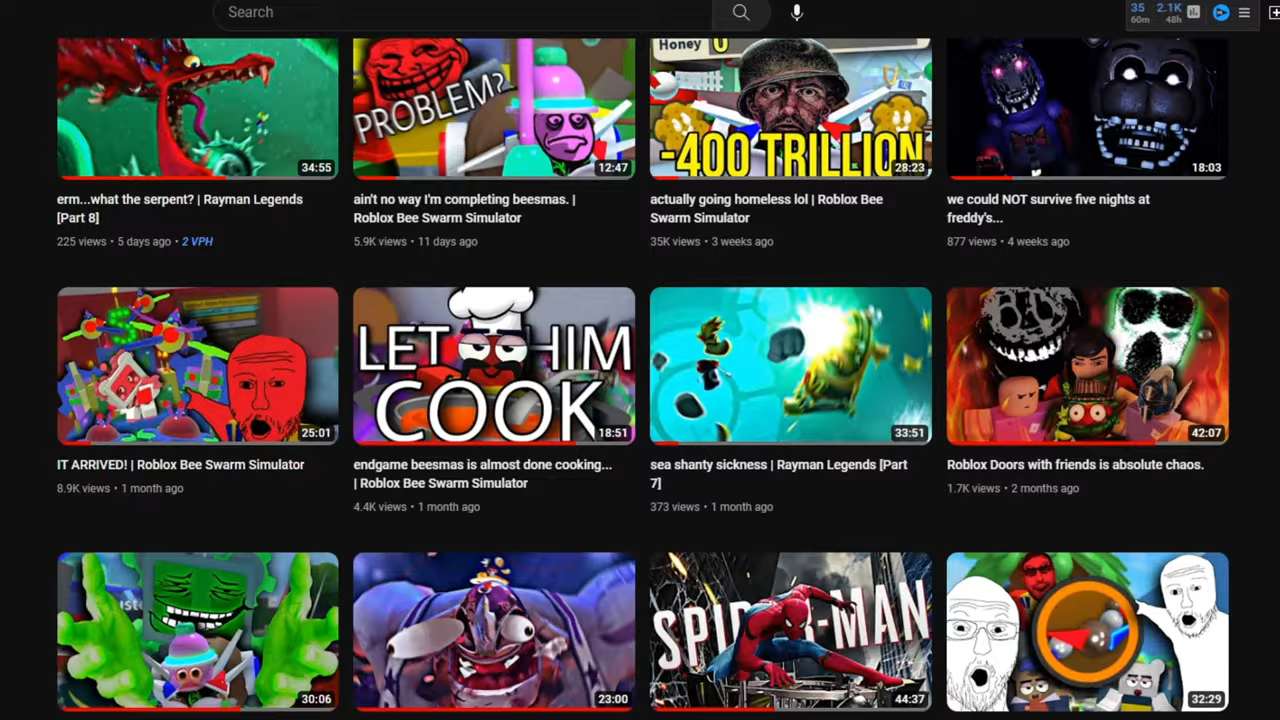 Search
35 2.1K
60m 48h
Honey 0
PROBLEM?
-400 TRILLION
34:55
12:47
28:23
18:03
erm...what the serpent? | Rayman Legends
[Part 8]
225 views • 5 days ago • 2 VPH
ain't no way I'm completing beesmas. |
Roblox Bee Swarm Simulator
5.9K views • 11 days ago
actually going homeless lol | Roblox Bee
Swarm Simulator
35K views • 3 weeks ago
we could NOT survive five nights at
freddy's...
877 views • 4 weeks ago
LET HIM
COOK
25:01
18:51
33:51
42:07
IT ARRIVED! | Roblox Bee Swarm Simulator
8.9K views • 1 month ago
endgame beesmas is almost done cooking...
| Roblox Bee Swarm Simulator
4.4K views • 1 month ago
sea shanty sickness | Rayman Legends [Part
7]
373 views • 1 month ago
Roblox Doors with friends is absolute chaos.
1.7K views • 2 months ago
SPIDER-MAN
30:06
23:00
44:37
32:29